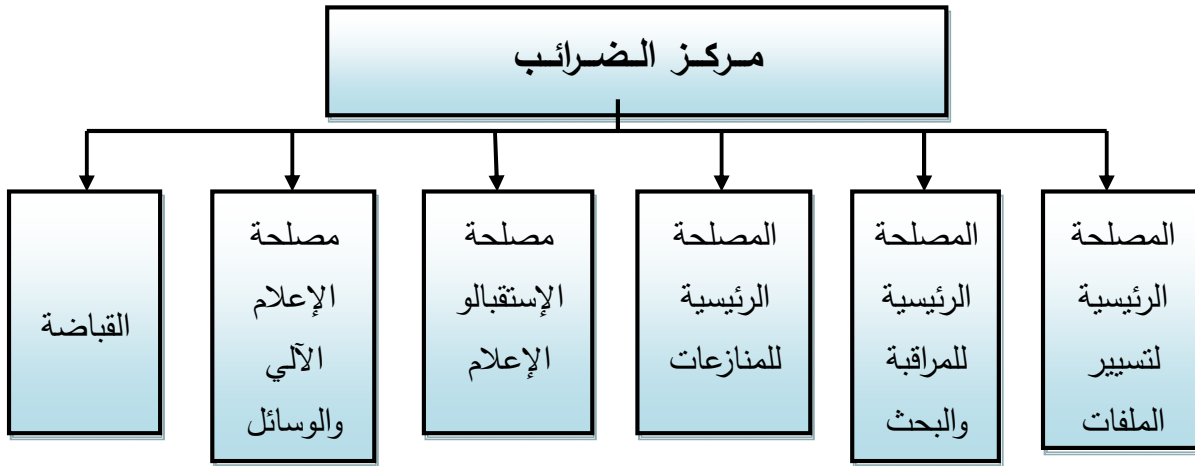 مـركـز الـضـرائـب
المصلحة
الرئيسية
لتسيير
الملفات
المصلحة
الرئيسية
للمراقبة
والبحث
المصلحة
الرئيسية
للمنازعات
مصلحة
الإستقبالو
الإعلام
مصلحة
الإعلام
الآلي
والوسائل
القباضة